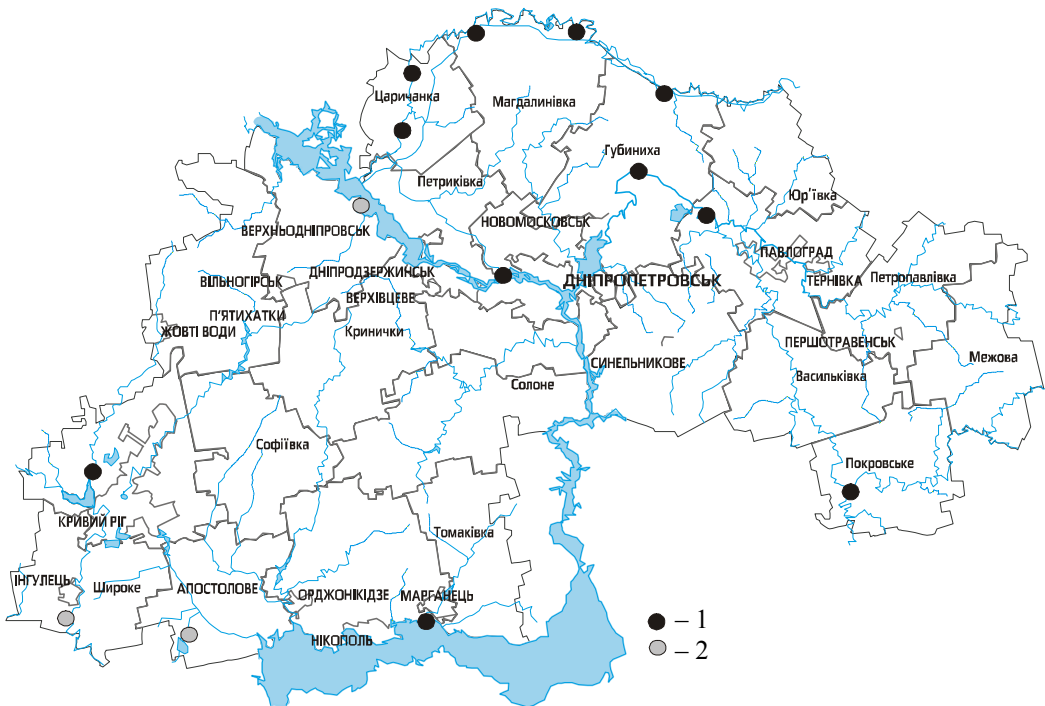 Царичанка
Магдалинівка
Губиниха
Петриківка
Юр'ївка
НОВОМОСКОВСЬК
ВЕРХНЬОДНІПРОВСЬК
ПАВЛОГРАД
ДНІПРОДЗЕРЖИНСЬК
ДНІПРОПЕТРОВСЬК
ВІЛЬНОГІРСЬК
ТЕРНІВКА
Петропавлівка
ВЕРХІВЦЕВЕ
П'ЯТИХАТКИ
ЖОВТІ ВОДИ
Кринички
ПЕРШОТРАВЕНСЬК
Межова
СИНЕЛЬНИКОВЕ
Васильківка
Солоне
Софіївка
Покровське
КРИВИЙ РІГ
Томаківка
ІНГУЛЕЦЬ
Широке
АПОСТОЛОВЕ
ОРДЖОНІКІДЗЕ
МАРГАНЕЦЬ
НІКОПОЛЬ
– 1
– 2